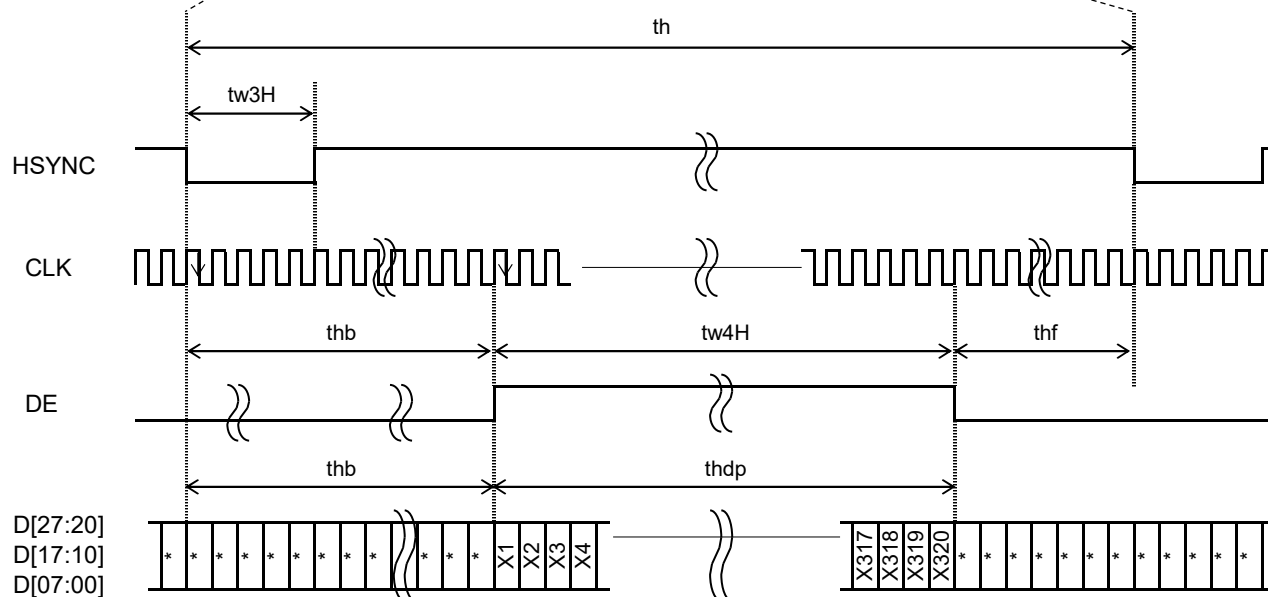 th
tw3H
HSYNC
CLK
thb tw4H thf
DE
thb thdp
D[27:20]
D[17:10]
D[07:00]
* * * * * * * * * * * * X1 X2 X3 X4 X317 X318 X319 X320 * * * * * * * * * * * *